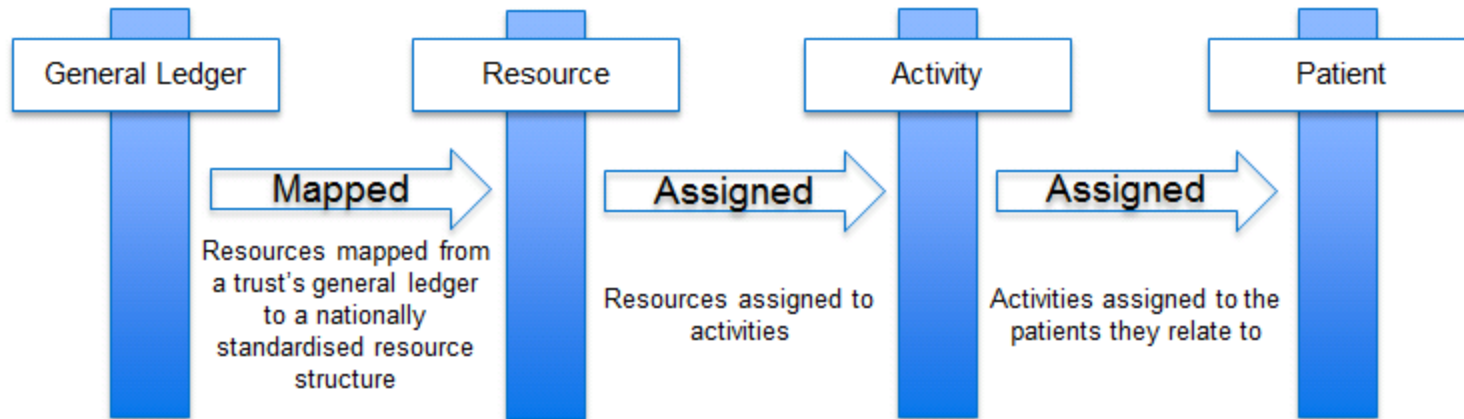 General Ledger
Resource
Activity
Patient
Mapped
Assigned
Assigned
Resources mapped from
a trust's general ledger
to a nationally
standardised resource
structure
Resources assigned to
activities
Activities assigned to the
patients they relate to